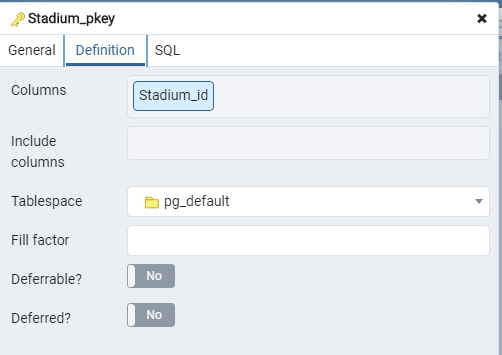 Stadium_pkey
General Definition SQL
Columns Stadium_id
Include
columns
Tablespace pg_default
Fill factor
Deferrable? No
Deferred? No